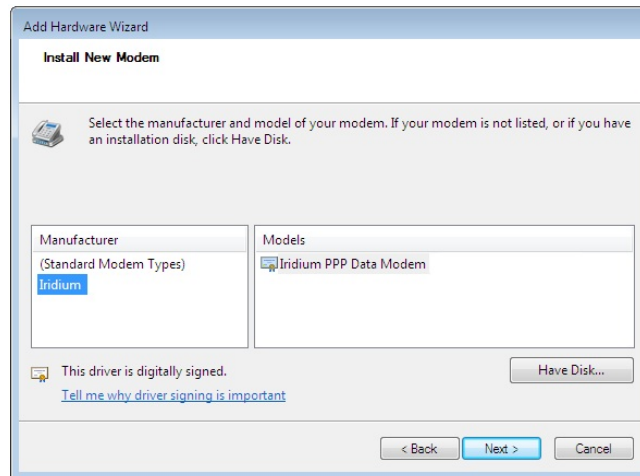 Add Hardware Wizard
Install New Modem
Select the manufacturer and model of your modem. If your modem is not listed, or if you have
an installation disk, click Have Disk.
Manufacturer
(Standard Modem Types)
Iridium
Models
Iridium PPP Data Modem
This driver is digitally signed.
Tell me why driver signing is important
Have Disk...
< Back
Next >
Cancel